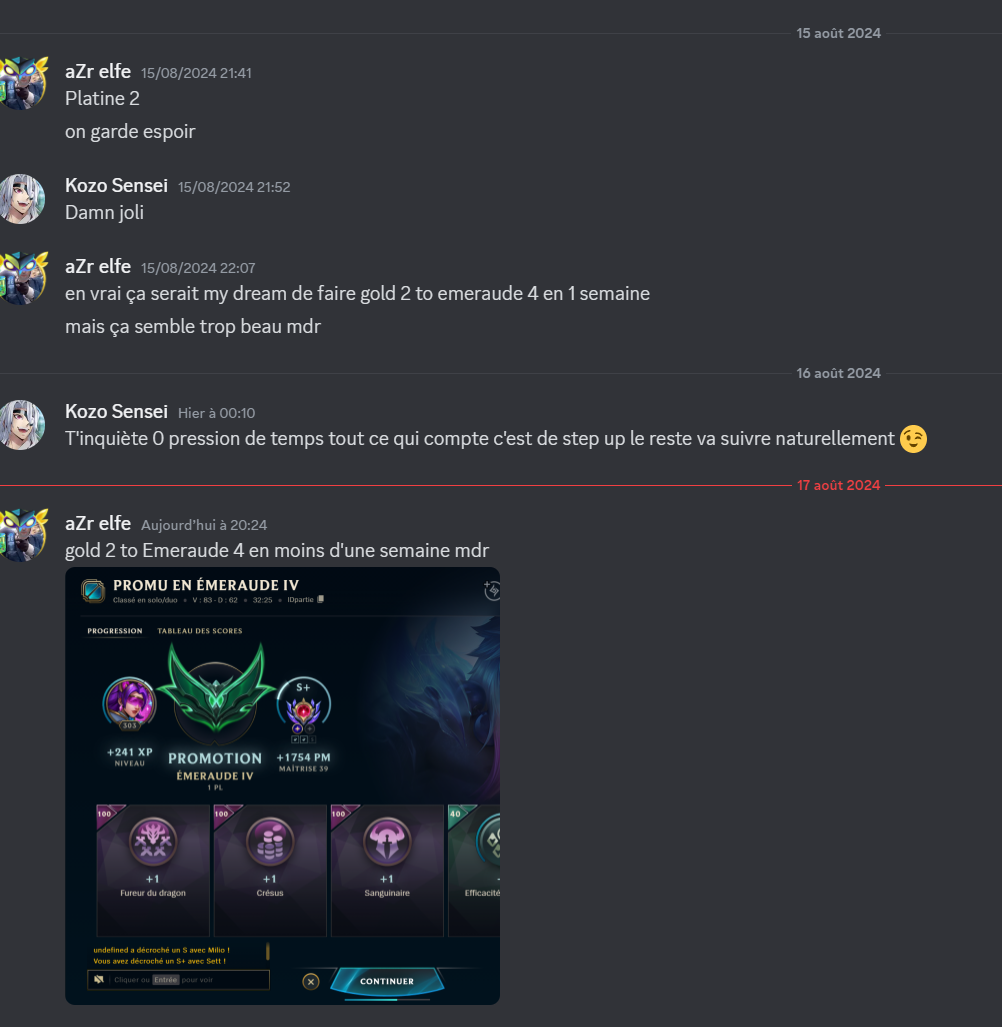 15 août 2024
aZr elfe 15/08/2024 21:41
Platine 2
on garde espoir
Kozo Sensei 15/08/2024 21:52
Damn joli
aZr elfe 15/08/2024 22:07
en vrai ça serait my dream de faire gold 2 to emeraude 4 en 1 semaine
mais ça semble trop beau mdr
16 août 2024
Kozo Sensei Hier à 00:10
T'inquiète 0 pression de temps tout ce qui compte c'est de step up le reste va suivre naturellement 😉
17 août 2024
aZr elfe Aujourd'hui à 20:24
gold 2 to Emeraude 4 en moins d'une semaine mdr
PROMU EN ÉMERAUDE IV
Classé en solo/duo • V : 83 - D : 62 • 32:25 • IDpartie
PROGRESSION TABLEAU DES SCORES
S+
303
+241 XP
NIVEAU
PROMOTION
ÉMERAUDE IV
1 PL
+1754 PM
MAÎTRISE 39
100 100 100 40
+1 +1 +1
Fureur du dragon Crésus Sanguinaire Efficacité
undefined a décroché un S avec Milio !
Vous avez décroché un S+ avec Sett !
Cliquer ou Entrée pour voir
CONTINUER